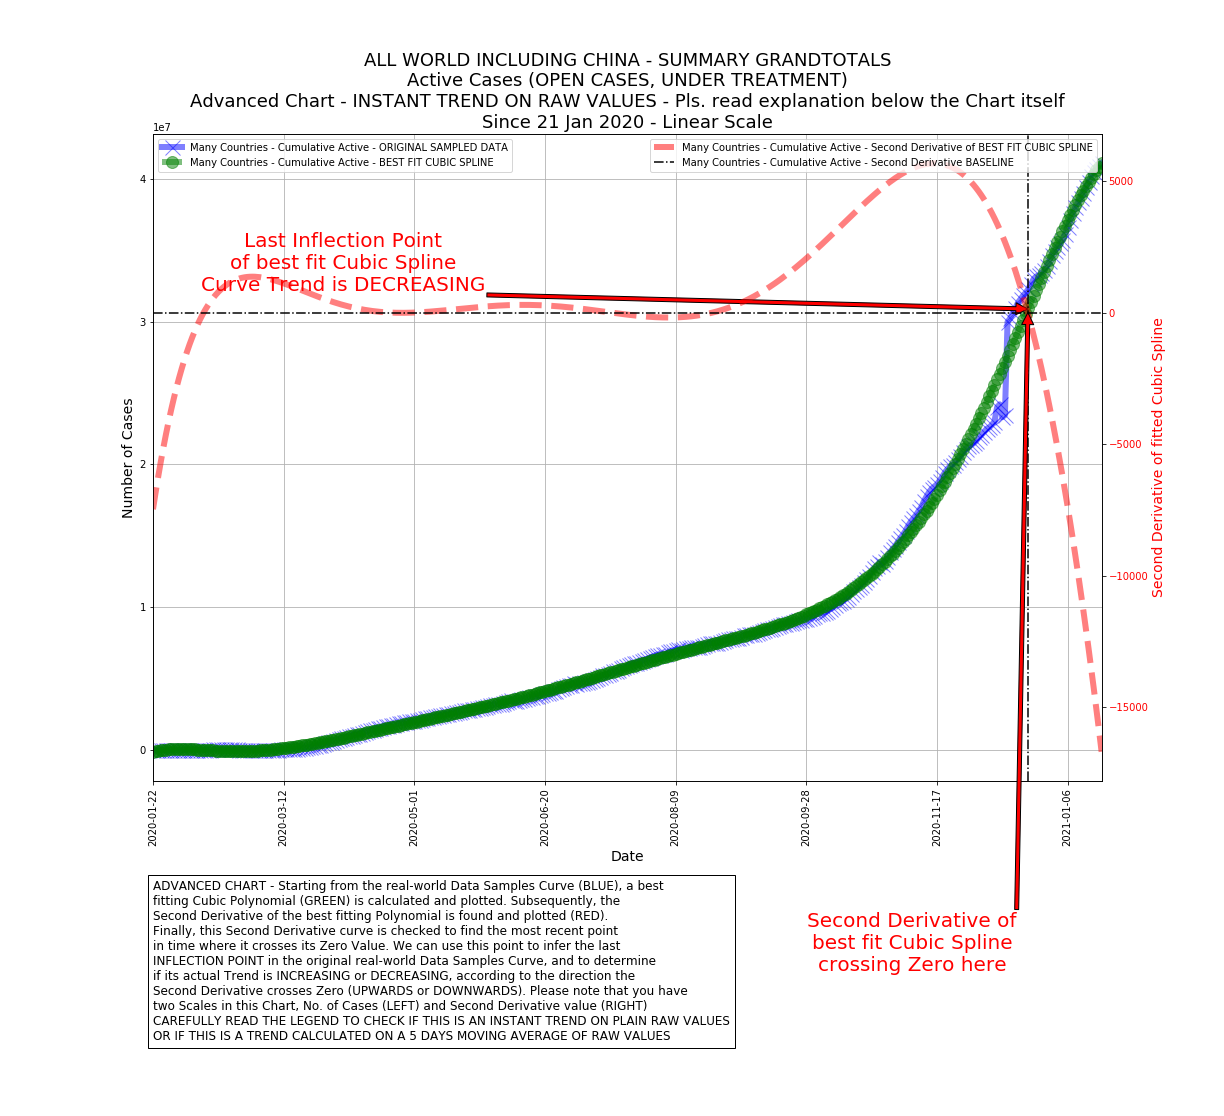 ALL WORLD INCLUDING CHINA - SUMMARY GRANDTOTALS
Active Cases (OPEN CASES, UNDER TREATMENT)
Advanced Chart - INSTANT TREND ON RAW VALUES - Pls. read explanation below the Chart itself
Since 21 Jan 2020 - Linear Scale
1e7
Many Countries - Cumulative Active - ORIGINAL SAMPLED DATA
Many Countries - Cumulative Active - BEST FIT CUBIC SPLINE
Many Countries - Cumulative Active - Second Derivative of BEST FIT CUBIC SPLINE
Many Countries - Cumulative Active - Second Derivative BASELINE
Last Inflection Point
of best fit Cubic Spline
Curve Trend is DECREASING
Number of Cases
4
3
2
1
0
5000
0
−5000
−10000
−15000
Second Derivative of fitted Cubic Spline
2020-01-22
2020-03-12
2020-05-01
2020-06-20
2020-08-09
2020-09-28
2020-11-17
2021-01-06
Date
Second Derivative of
best fit Cubic Spline
crossing Zero here
ADVANCED CHART - Starting from the real-world Data Samples Curve (BLUE), a best
fitting Cubic Polynomial (GREEN) is calculated and plotted. Subsequently, the
Second Derivative of the best fitting Polynomial is found and plotted (RED).
Finally, this Second Derivative curve is checked to find the most recent point
in time where it crosses its Zero Value. We can use this point to infer the last
INFLECTION POINT in the original real-world Data Samples Curve, and to determine
if its actual Trend is INCREASING or DECREASING, according to the direction the
Second Derivative crosses Zero (UPWARDS or DOWNWARDS). Please note that you have
two Scales in this Chart, No. of Cases (LEFT) and Second Derivative value (RIGHT)
CAREFULLY READ THE LEGEND TO CHECK IF THIS IS AN INSTANT TREND ON PLAIN RAW VALUES
OR IF THIS IS A TREND CALCULATED ON A 5 DAYS MOVING AVERAGE OF RAW VALUES